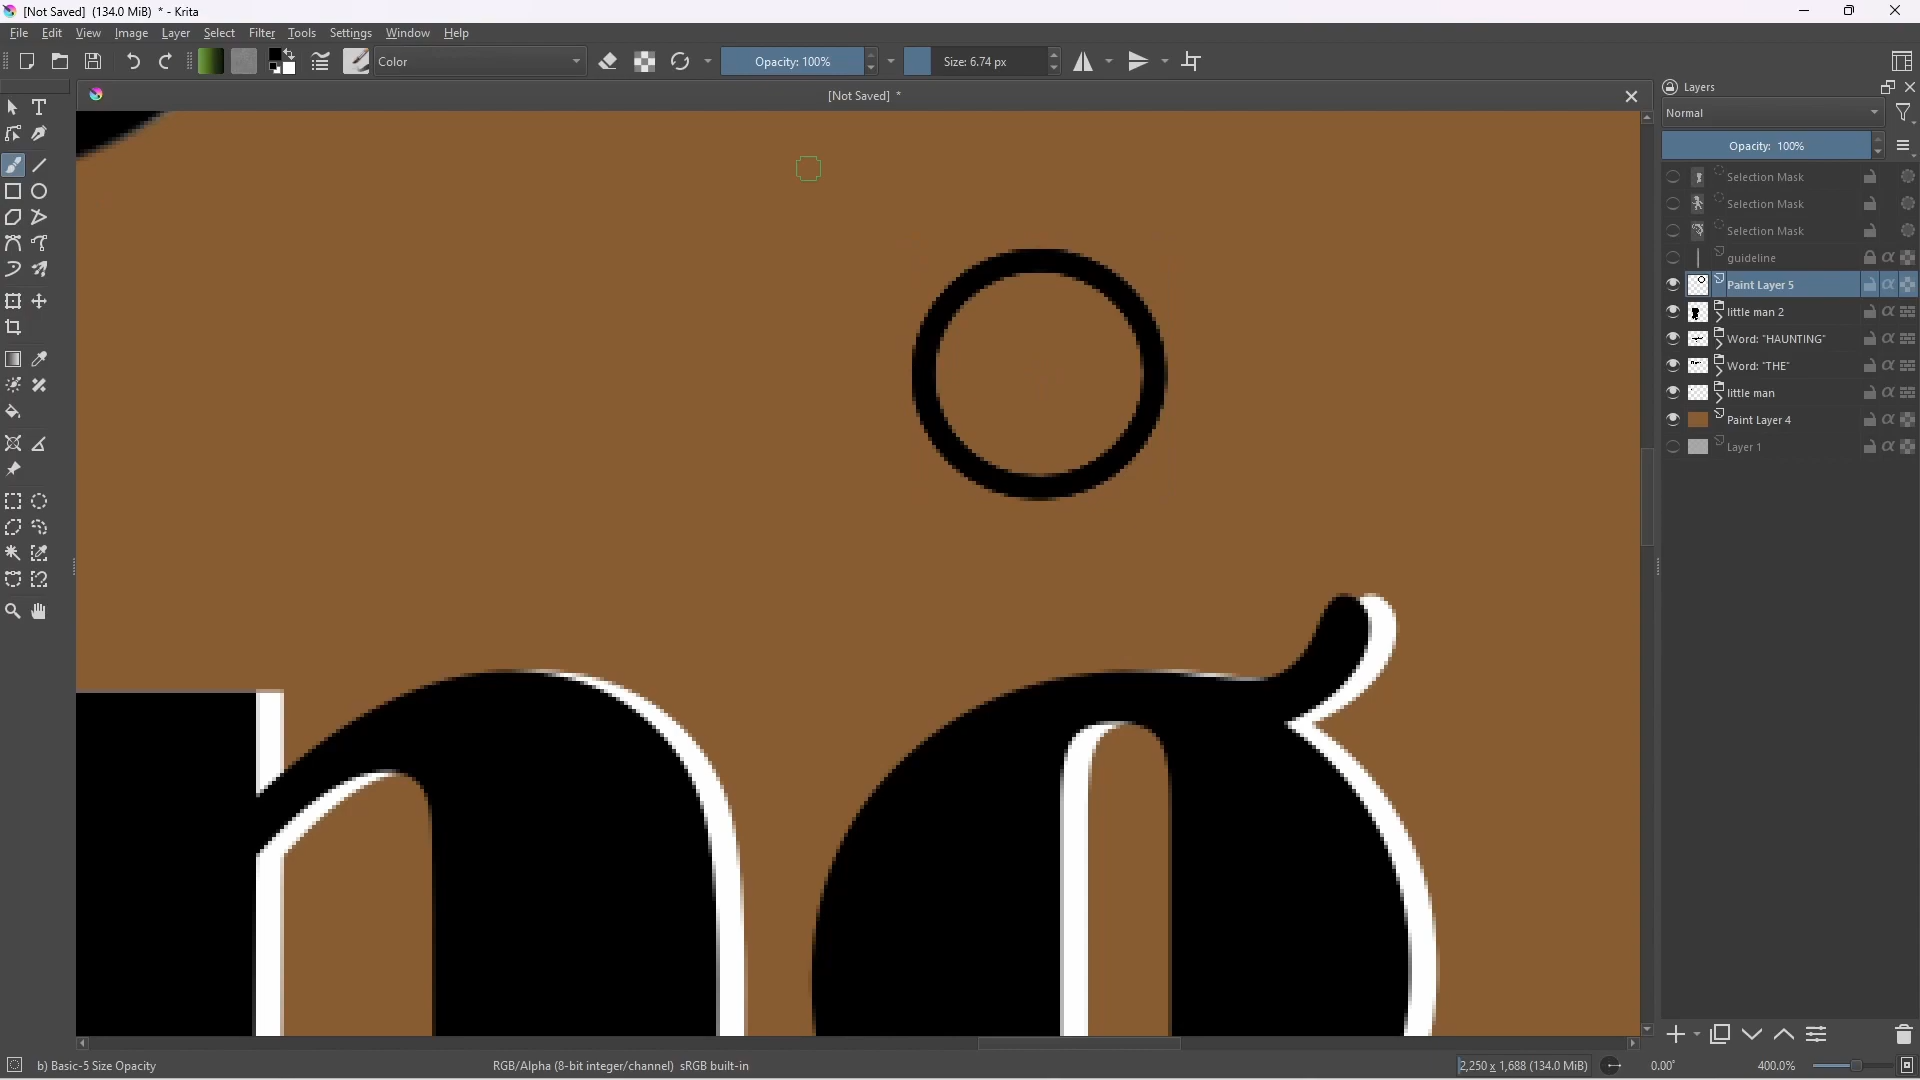 [Not Saved]  (134.0 MiB)  * - Krita
File Edit View Image Layer Select Filter Tools Settings Window Help
Color
Opacity: 100%
Size: 6.74 px
[Not Saved]  *
Layers
Normal
Opacity:  100%
Selection Mask
Selection Mask
Selection Mask
guideline
Paint Layer 5
little man 2
Word: "HAUNTING"
Word: "THE"
little man
Paint Layer 4
Layer 1
b) Basic-5 Size Opacity
RGB/Alpha (8-bit integer/channel)  sRGB built-in
2,250 x 1,688 (134.0 MiB)
0.00°
400.0%